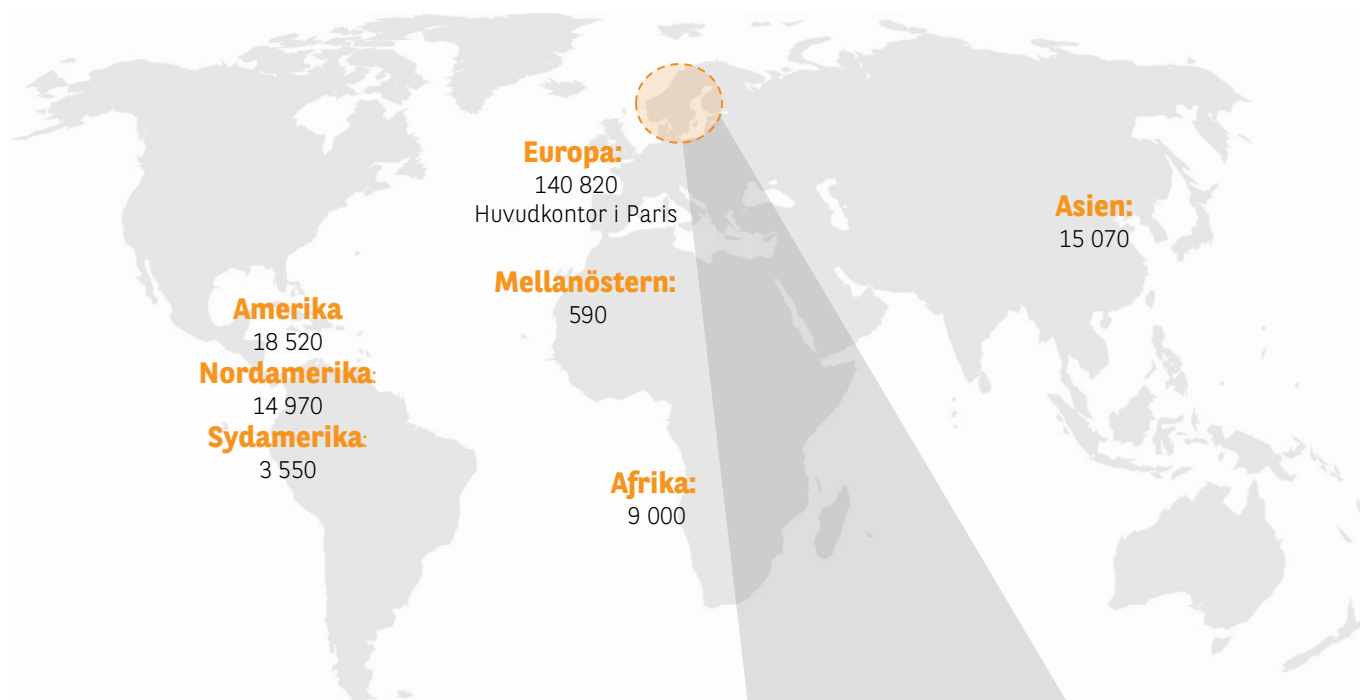 Europa:
140 820
Huvudkontor i Paris
Asien:
15 070
Mellanöstern:
590
Amerika
18 520
Nordamerika:
14 970
Sydamerika:
3 550
Afrika:
9 000